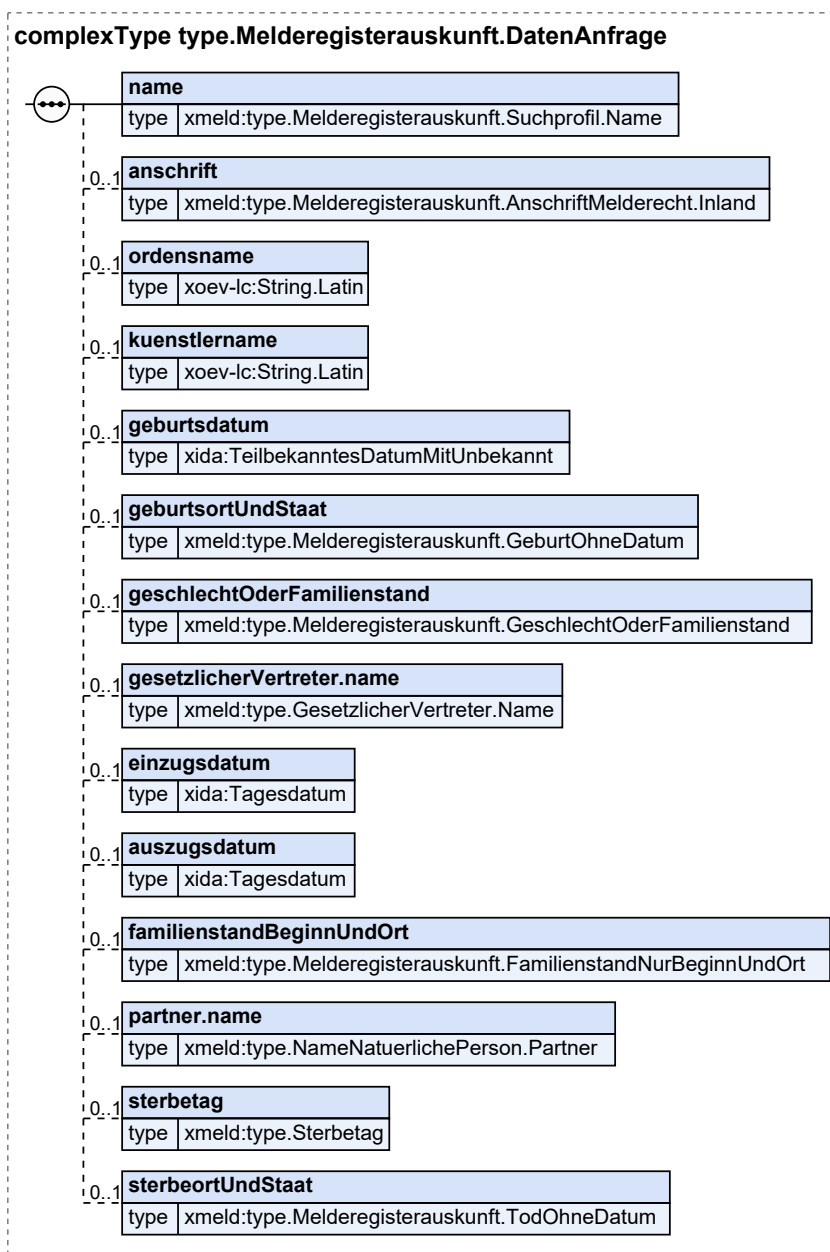 complexType type.Melderegisterauskunft.DatenAnfrage
name
type xmeld:type.Melderegisterauskunft.Suchprofil.Name
0..1 anschrift
type xmeld:type.Melderegisterauskunft.AnschriftMelderecht.Inland
0..1 ordensname
type xoev-lc:String.Latin
0..1 kuenstlername
type xoev-lc:String.Latin
0..1 geburtsdatum
type xida:TeilbekanntesDatumMitUnbekannt
0..1 geburtsortUndStaat
type xmeld:type.Melderegisterauskunft.GeburtOhneDatum
0..1 geschlechtOderFamilienstand
type xmeld:type.Melderegisterauskunft.GeschlechtOderFamilienstand
0..1 gesetzlicherVertreter.name
type xmeld:type.GesetzlicherVertreter.Name
0..1 einzugsdatum
type xida:Tagesdatum
0..1 auszugsdatum
type xida:Tagesdatum
0..1 familienstandBeginnUndOrt
type xmeld:type.Melderegisterauskunft.FamilienstandNurBeginnUndOrt
0..1 partner.name
type xmeld:type.NameNatuerlichePerson.Partner
0..1 sterbetag
type xmeld:type.Sterbetag
0..1 sterbeortUndStaat
type xmeld:type.Melderegisterauskunft.TodOhneDatum